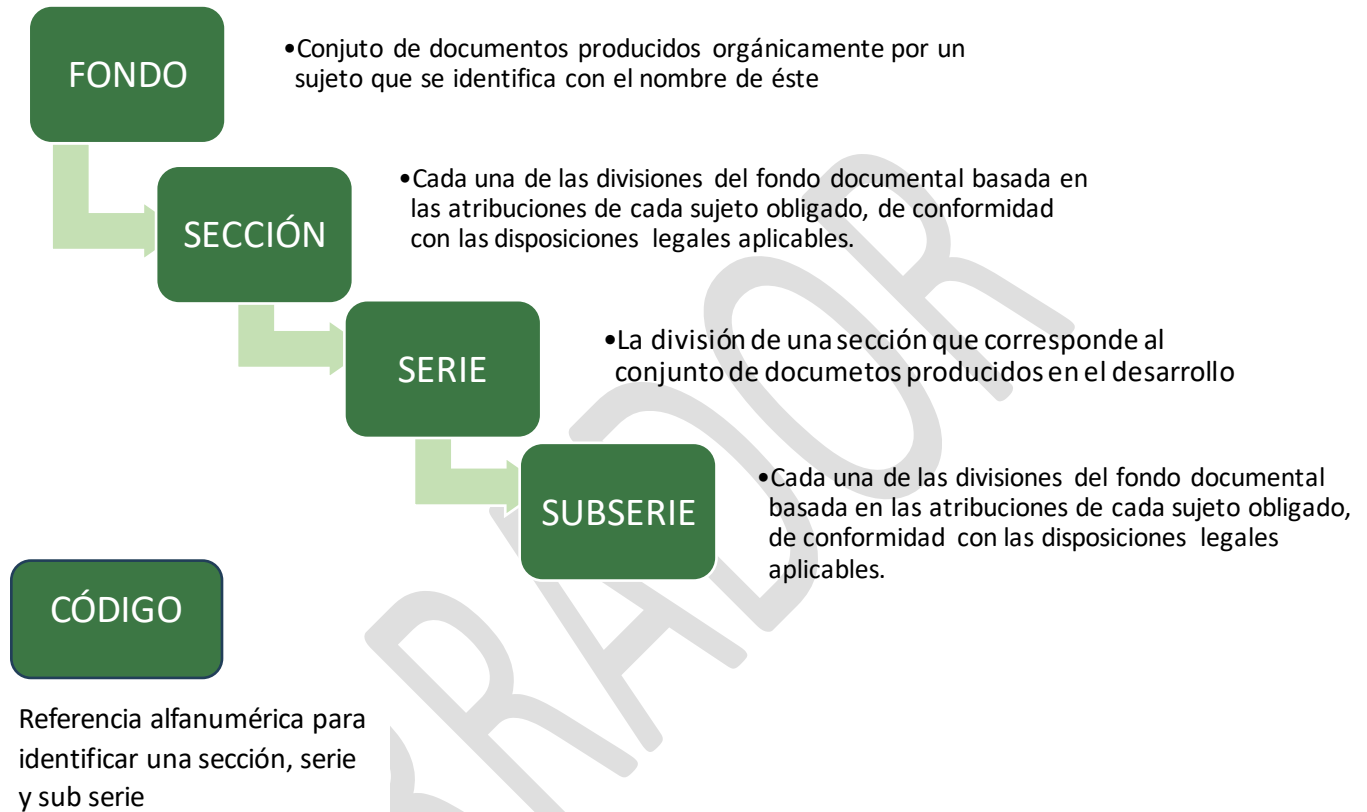 FONDO
•Conjuto de documentos producidos orgánicamente por un
sujeto que se identifica con el nombre de éste
SECCIÓN
•Cada una de las divisiones del fondo documental basada en
las atribuciones de cada sujeto obligado, de conformidad
con las disposiciones legales aplicables.
SERIE
•La división de una sección que corresponde al
conjunto de documetos producidos en el desarrollo
SUBSERIE
•Cada una de las divisiones del fondo documental
basada en las atribuciones de cada sujeto obligado,
de conformidad con las disposiciones legales
aplicables.
CÓDIGO
Referencia alfanumérica para
identificar una sección, serie
y sub serie
RRADOR